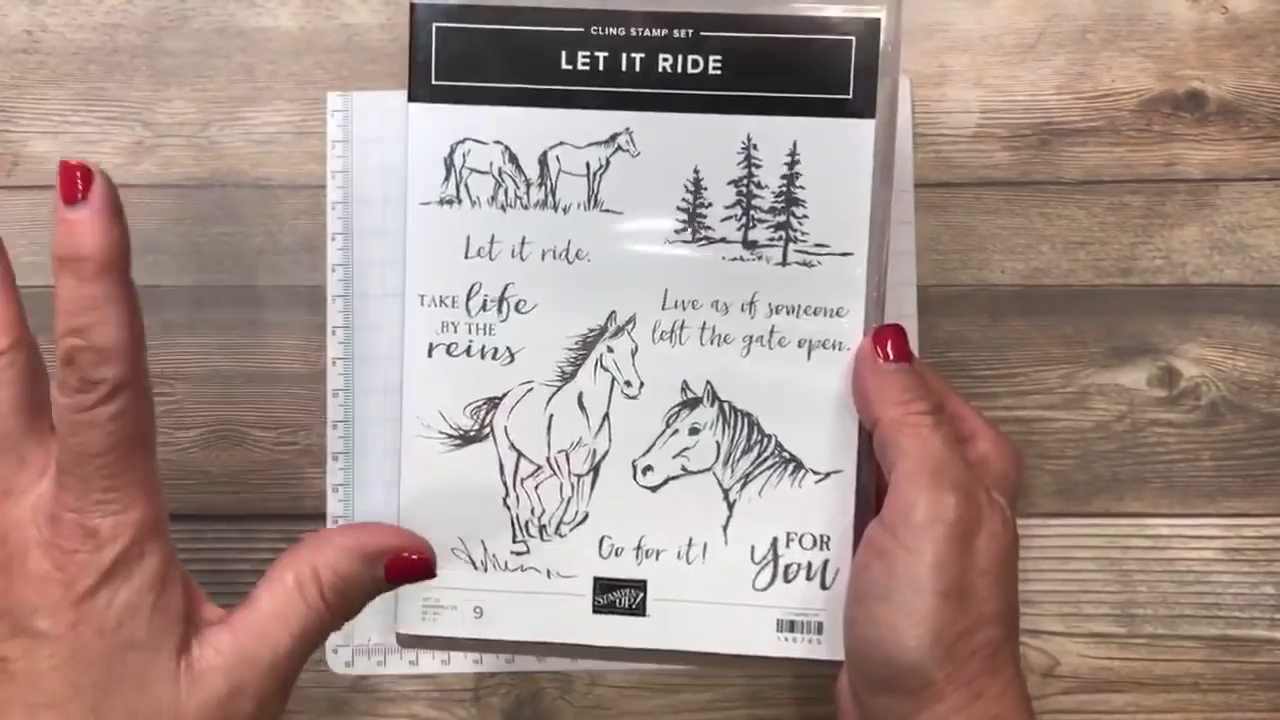 CLING STAMP SET
LET IT RIDE
Let it ride.
TAKE life
BY THE
reins
Live as if someone
left the gate open.
Go for it!
FOR
You
STAMPIN' UP!
9